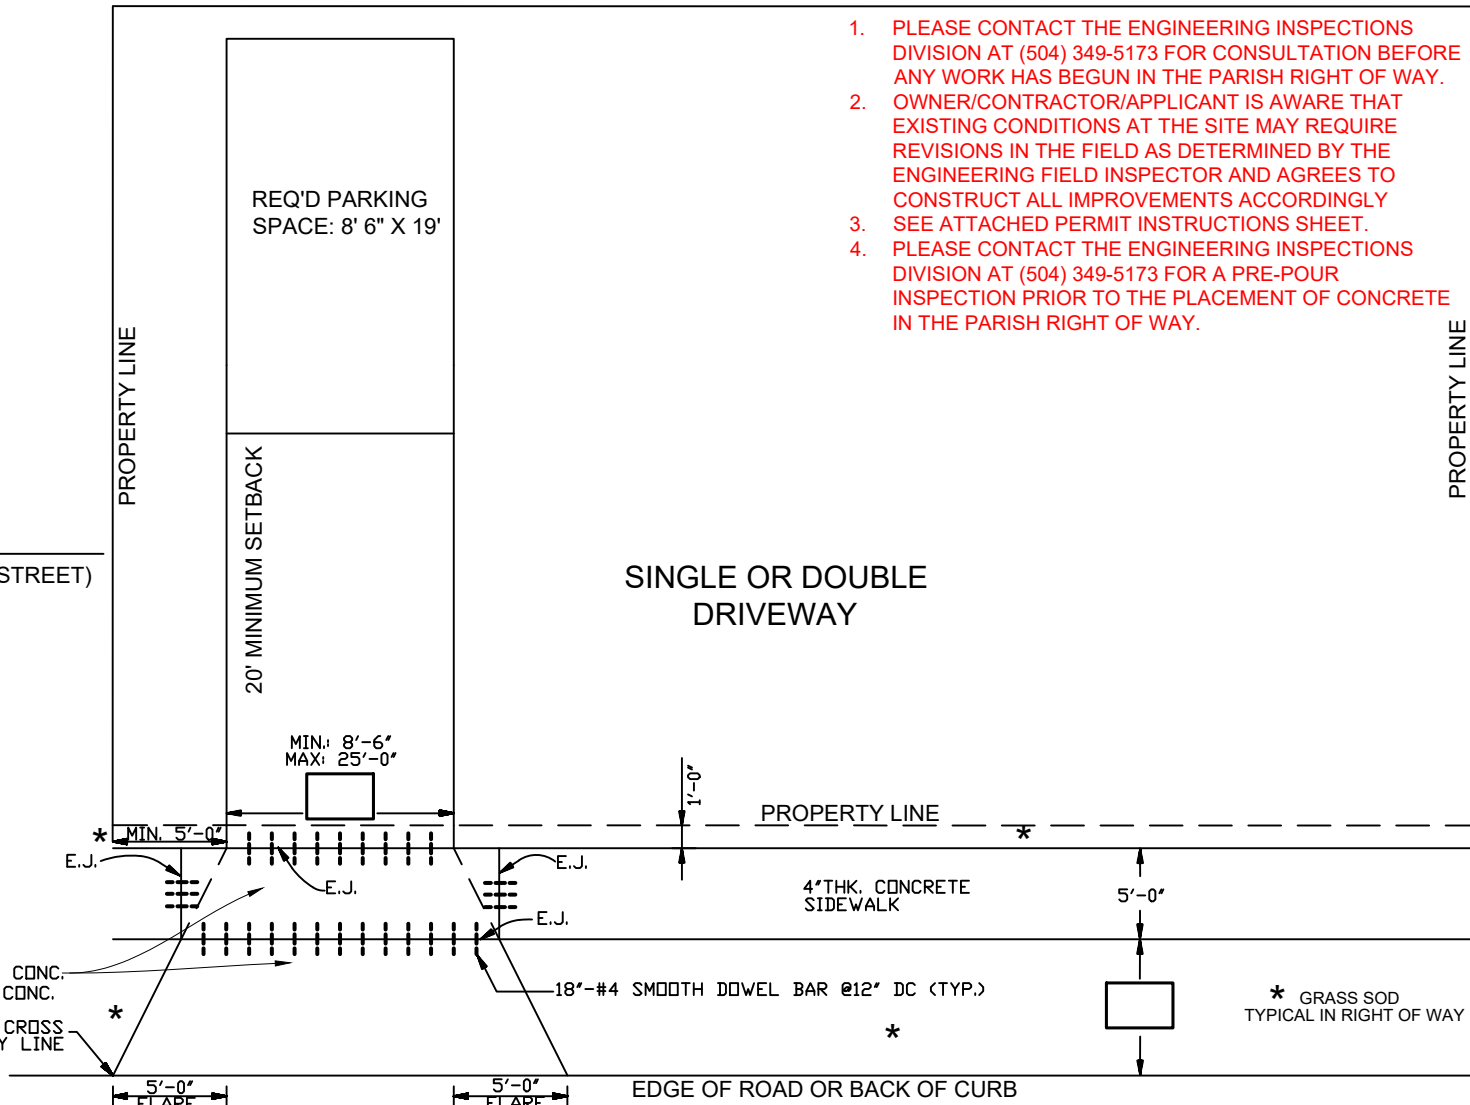 1. PLEASE CONTACT THE ENGINEERING INSPECTIONS
DIVISION AT (504) 349-5173 FOR CONSULTATION BEFORE
ANY WORK HAS BEGUN IN THE PARISH RIGHT OF WAY.
2. OWNER/CONTRACTOR/APPLICANT IS AWARE THAT
EXISTING CONDITIONS AT THE SITE MAY REQUIRE
REVISIONS IN THE FIELD AS DETERMINED BY THE
ENGINEERING FIELD INSPECTOR AND AGREES TO
CONSTRUCT ALL IMPROVEMENTS ACCORDINGLY
3. SEE ATTACHED PERMIT INSTRUCTIONS SHEET.
4. PLEASE CONTACT THE ENGINEERING INSPECTIONS
DIVISION AT (504) 349-5173 FOR A PRE-POUR
INSPECTION PRIOR TO THE PLACEMENT OF CONCRETE
IN THE PARISH RIGHT OF WAY.
REQ'D PARKING
SPACE: 8' 6" X 19'
PROPERTY LINE
PROPERTY LINE
20' MINIMUM SETBACK
STREET)
SINGLE OR DOUBLE
DRIVEWAY
MIN.: 8'-6"
MAX: 25'-0"
1'-0"
PROPERTY LINE
* MIN. 5'-0"
*
E.J.
E.J.
E.J.
E.J.
4"THK. CONCRETE
SIDEWALK
5'-0"
CONC.
CONC.
18"-#4 SMOOTH DOWEL BAR @12" OC (TYP.)
* GRASS SOD
TYPICAL IN RIGHT OF WAY
*
*
CROSS
Y LINE
5'-0"
FLARE
5'-0"
FLARE
EDGE OF ROAD OR BACK OF CURB